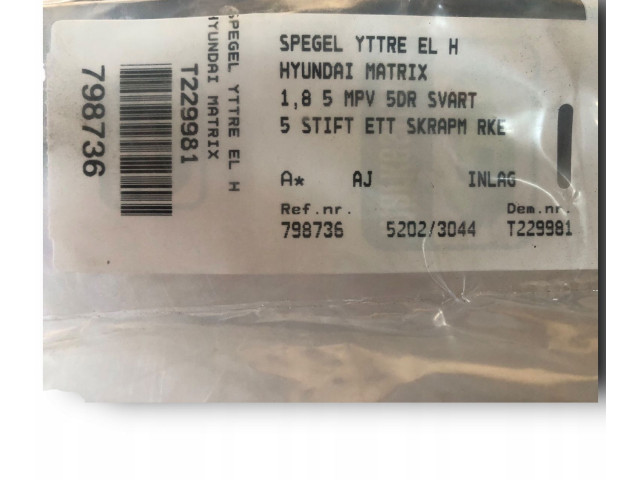 SPEGEL YTTRE EL H
HYUNDAI MATRIX
1,8 5 MPV 5DR SVART
5 STIFT ETT SKRAPM RKE
A* AJ INLAG
Ref.nr. Dem.nr.
798736 5202/3044 T229981
SPEGEL YTTRE EL H
HYUNDAI MATRIX
T229981
798736